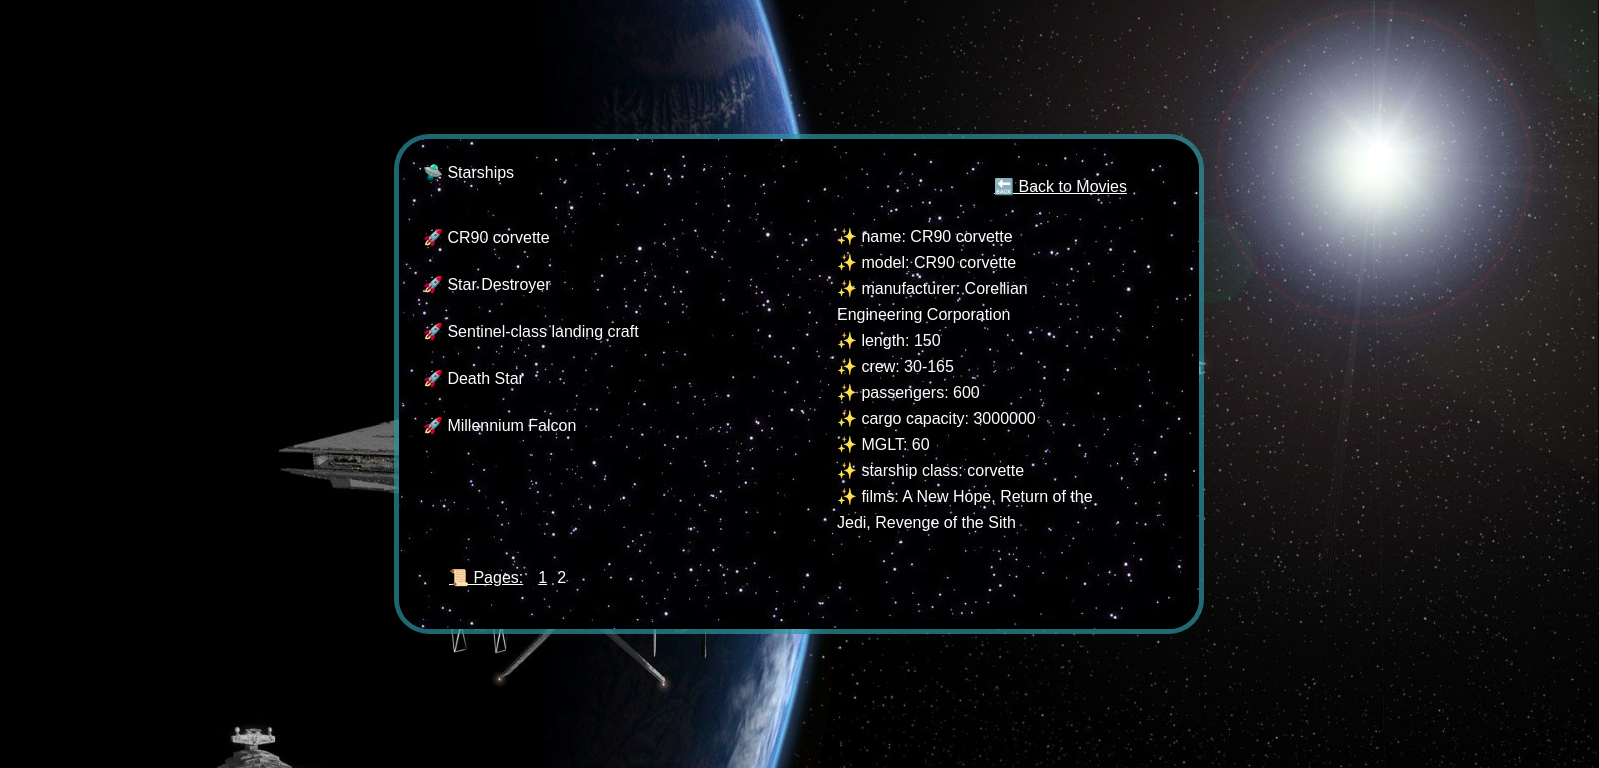 🛸 Starships
🔙 Back to Movies
🚀 CR90 corvette
🚀 Star Destroyer
🚀 Sentinel-class landing craft
🚀 Death Star
🚀 Millennium Falcon
✨ name: CR90 corvette
✨ model: CR90 corvette
✨ manufacturer: Corellian
Engineering Corporation
✨ length: 150
✨ crew: 30-165
✨ passengers: 600
✨ cargo capacity: 3000000
✨ MGLT: 60
✨ starship class: corvette
✨ films: A New Hope, Return of the
Jedi, Revenge of the Sith
📜 Pages: 1 2